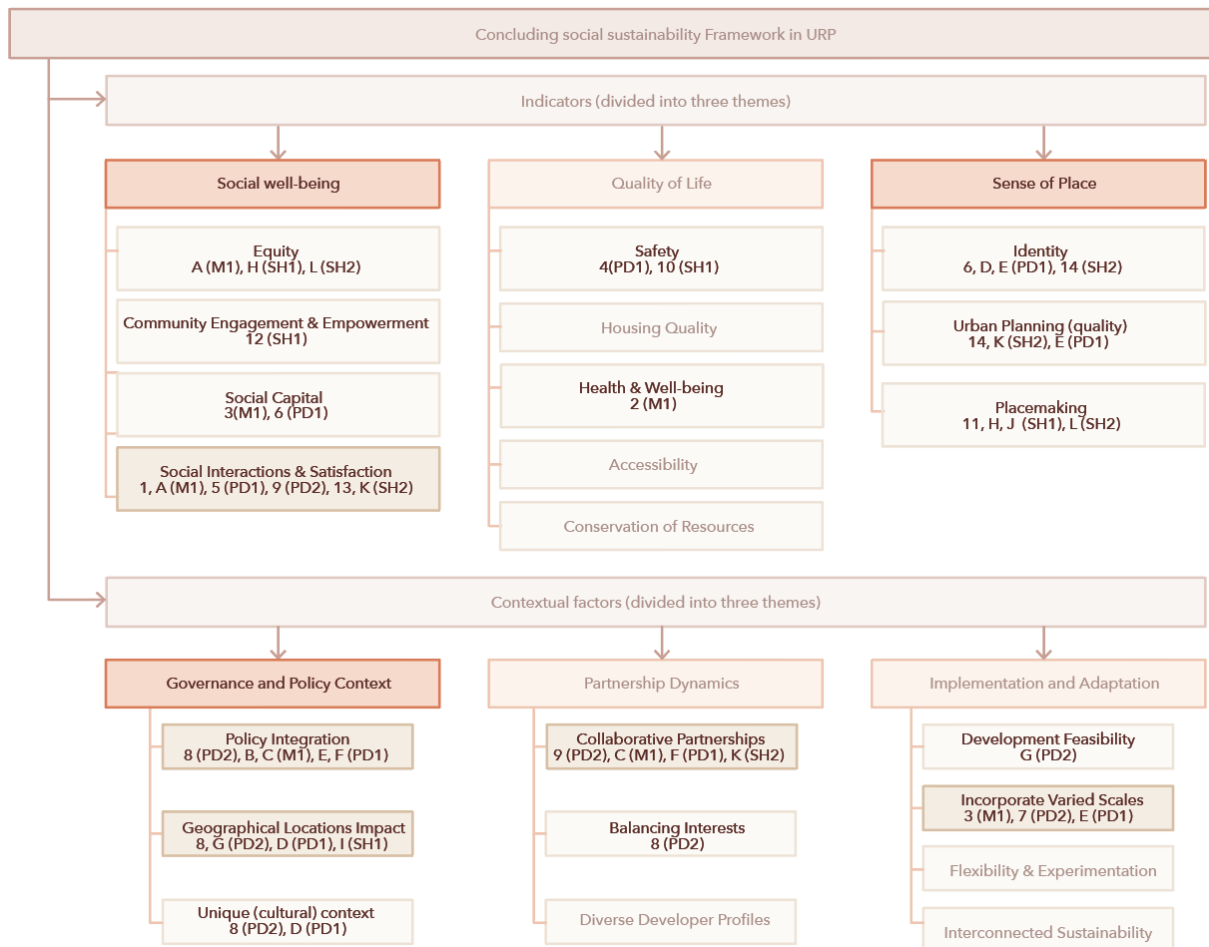 Concluding social sustainability Framework in URP
Indicators (divided into three themes)
Social well-being
Equity
A (M1), H (SH1), L (SH2)
Community Engagement & Empowerment
12 (SH1)
Social Capital
3(M1), 6 (PD1)
Social Interactions & Satisfaction
1, A (M1), 5 (PD1), 9 (PD2), 13, K (SH2)
Quality of Life
Safety
4(PD1), 10 (SH1)
Housing Quality
Health & Well-being
2 (M1)
Accessibility
Conservation of Resources
Sense of Place
Identity
6, D, E (PD1), 14 (SH2)
Urban Planning (quality)
14, K (SH2), E (PD1)
Placemaking
11, H, J (SH1), L (SH2)
Contextual factors (divided into three themes)
Governance and Policy Context
Policy Integration
8 (PD2), B, C (M1), E, F (PD1)
Geographical Locations Impact
8, G (PD2), D (PD1), I (SH1)
Unique (cultural) context
8 (PD2), D (PD1)
Partnership Dynamics
Collaborative Partnerships
9 (PD2), C (M1), F (PD1), K (SH2)
Balancing Interests
8 (PD2)
Diverse Developer Profiles
Implementation and Adaptation
Development Feasibility
G (PD2)
Incorporate Varied Scales
3 (M1), 7 (PD2), E (PD1)
Flexibility & Experimentation
Interconnected Sustainability